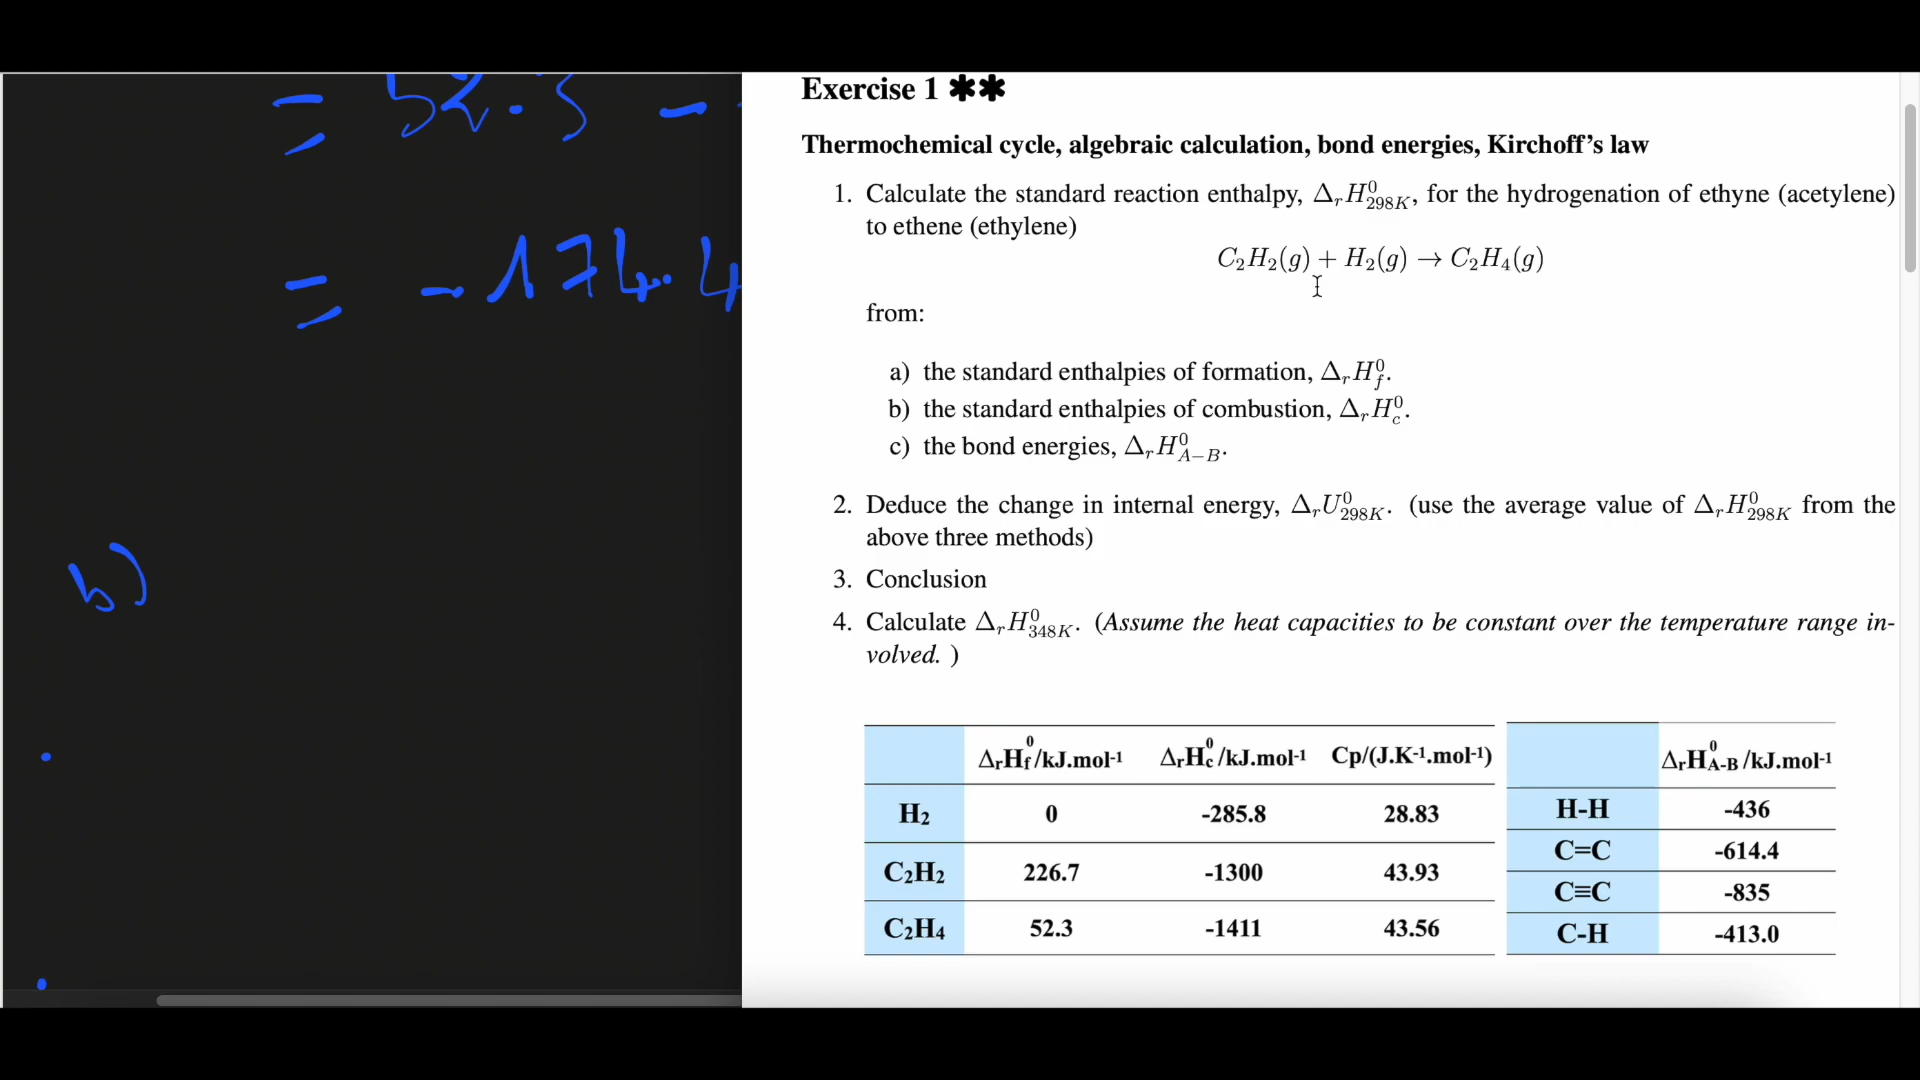 = 52.3 -
= -174.4
b)
Exercise 1 ✱✱
Thermochemical cycle, algebraic calculation, bond energies, Kirchoff's law
1. Calculate the standard reaction enthalpy, ΔᵣH⁰₂₉₈K, for the hydrogenation of ethyne (acetylene)
to ethene (ethylene)
C₂H₂(g) + H₂(g) → C₂H₄(g)
from:
a) the standard enthalpies of formation, ΔᵣH⁰f.
b) the standard enthalpies of combustion, ΔᵣH⁰c.
c) the bond energies, ΔᵣH⁰A−B.
2. Deduce the change in internal energy, ΔᵣU⁰₂₉₈K. (use the average value of ΔᵣH⁰₂₉₈K from the
above three methods)
3. Conclusion
4. Calculate ΔᵣH⁰₃₄₈K. (Assume the heat capacities to be constant over the temperature range in-
volved. )
ΔᵣHf⁰/kJ.mol⁻¹ ΔᵣHc⁰/kJ.mol⁻¹ Cp/(J.K⁻¹.mol⁻¹)
H₂ 0 -285.8 28.83
C₂H₂ 226.7 -1300 43.93
C₂H₄ 52.3 -1411 43.56
ΔᵣH⁰A-B/kJ.mol⁻¹
H-H -436
C=C -614.4
C≡C -835
C-H -413.0